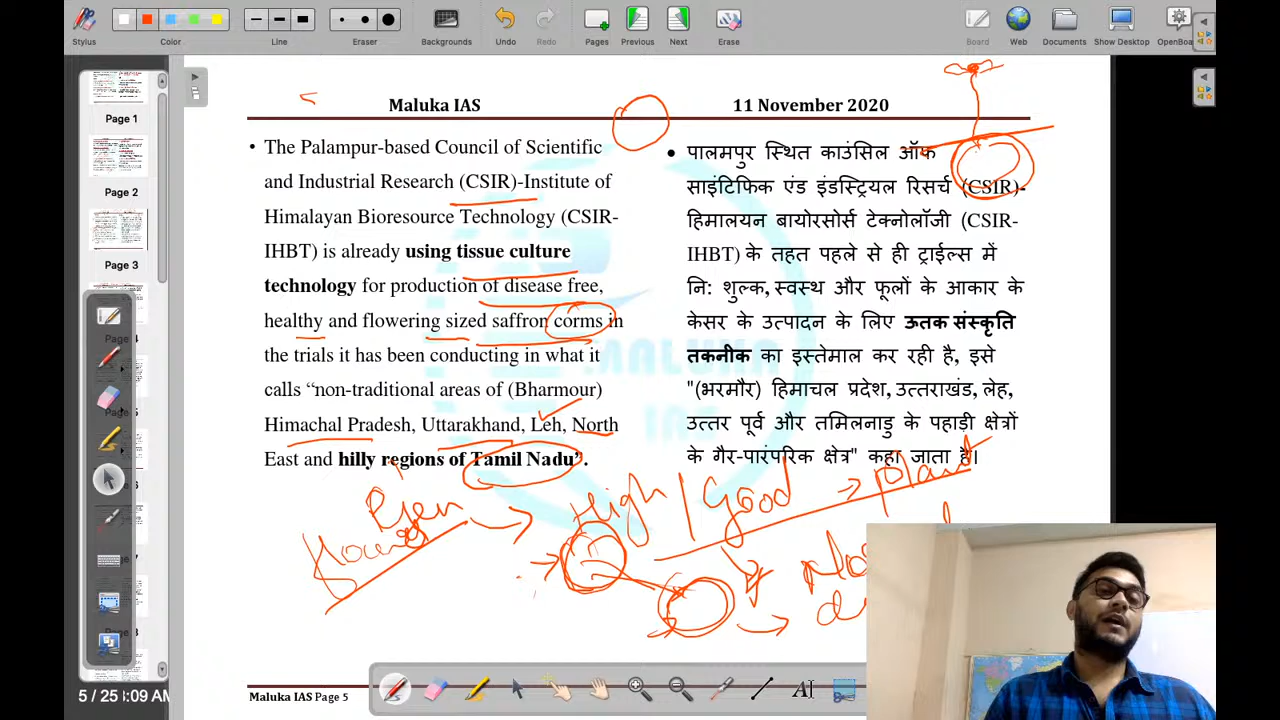 Stylus
Color
Line
Eraser
Backgrounds
Undo
Redo
Pages
Previous
Next
Erase
Board
Web
Documents
Show Desktop
OpenBoa
Page 1
Page 2
Page 3
Maluka IAS
11 November 2020
• The Palampur-based Council of Scientific
and Industrial Research (CSIR)-Institute of
Himalayan Bioresource Technology (CSIR-
IHBT) is already using tissue culture
technology for production of disease free,
healthy and flowering sized saffron corms in
the trials it has been conducting in what it
calls “non-traditional areas of (Bharmour)
Himachal Pradesh, Uttarakhand, Leh, North
East and hilly regions of Tamil Nadu”.
• पालमपुर स्थित काउंसिल ऑफ
साइंटिफिक एंड इंडस्ट्रियल रिसर्च (CSIR)-
हिमालयन बायोरसोर्स टेक्नोलॉजी (CSIR-
IHBT) के तहत पहले से ही ट्राईल्स में
नि: शुल्क, स्वस्थ और फूलों के आकार के
केसर के उत्पादन के लिए ऊतक संस्कृति
तकनीक का इस्तेमाल कर रही है, इसे
"(भरमौर) हिमाचल प्रदेश, उत्तराखंड, लेह,
उत्तर पूर्व और तमिलनाडु के पहाड़ी क्षेत्रों
के गैर-पारंपरिक क्षेत्र" कहा जाता है।
MALUKA
IAS
High / Good → plant
5 / 25
:09 AM
Maluka IAS Page 5